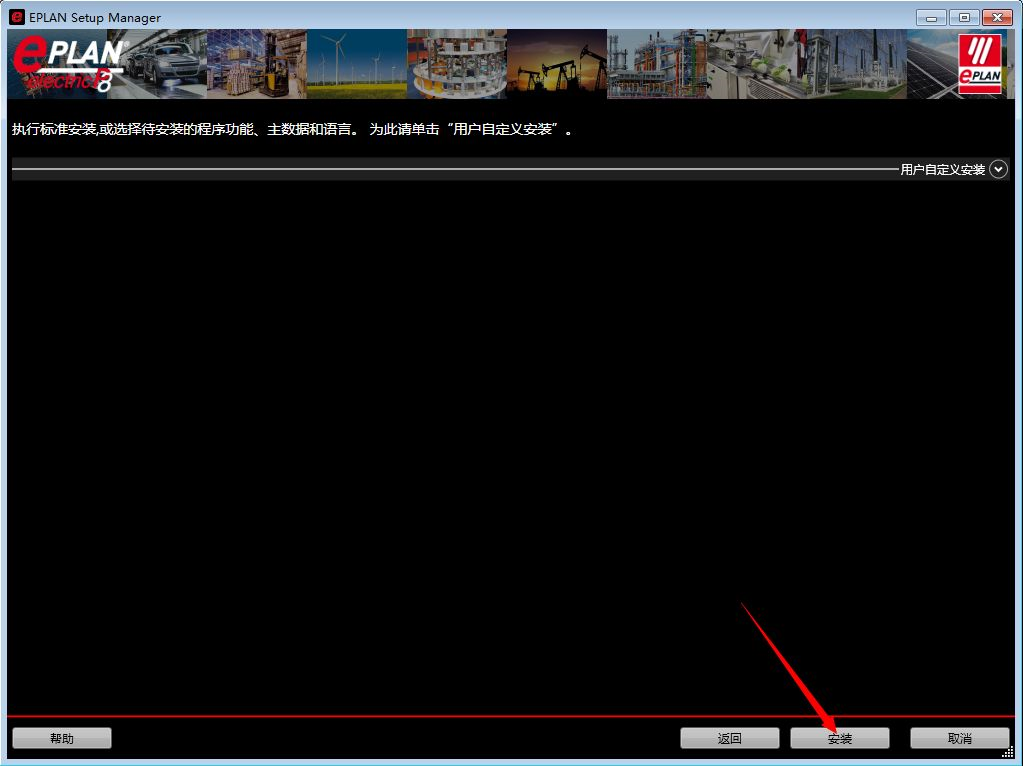 EPLAN Setup Manager
ePLAN®
electric P8
ePLAN
执行标准安装,或选择待安装的程序功能、主数据和语言。 为此请单击“用户自定义安装”。
用户自定义安装
帮助
返回
安装
取消